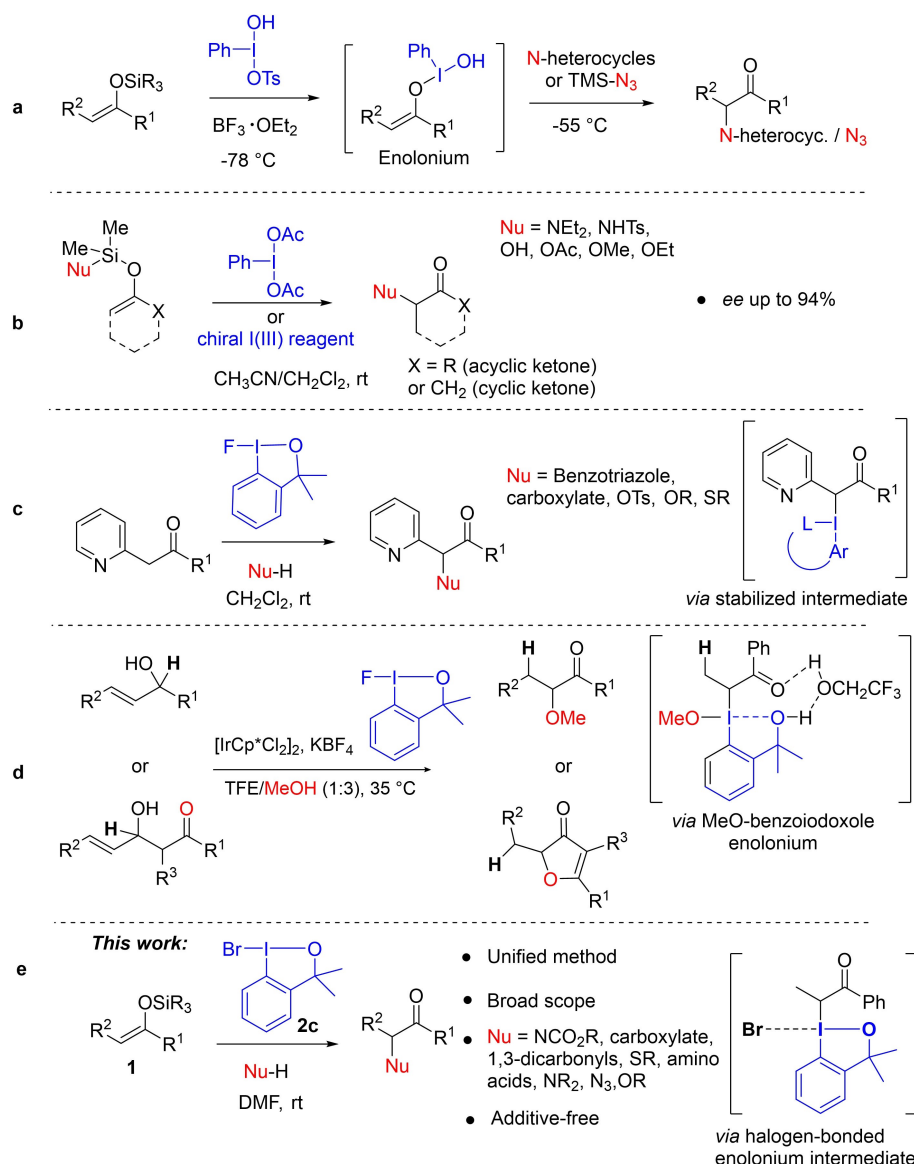 a
OSiR3
R2
R1
OH
Ph
I
OTs
BF3 •OEt2
-78 °C
Ph
I
OH
O
R2
R1
Enolonium
N-heterocycles
or TMS-N3
-55 °C
O
R2
R1
N-heterocyc. / N3
b
Me
Me
Si
Nu
O
X
OAc
Ph
I
OAc
or
chiral I(III) reagent
CH3CN/CH2Cl2, rt
O
Nu
X
X = R (acyclic ketone)
or CH2 (cyclic ketone)
Nu = NEt2, NHTs,
OH, OAc, OMe, OEt
• ee up to 94%
c
N
O
R1
F
I
O
Nu-H
CH2Cl2, rt
N
O
R1
Nu
Nu = Benzotriazole,
carboxylate, OTs, OR, SR
N
O
R1
L
I
Ar
via stabilized intermediate
d
HO
H
R2
R1
or
OH
O
H
R2
R1
R3
F
I
O
[IrCp*Cl2]2, KBF4
TFE/MeOH (1:3), 35 °C
H
O
R2
R1
OMe
or
R2
O
R3
H
O
R1
H
Ph
O
H
OCH2CF3
MeO
I
O
H
via MeO-benzoiodoxole
enolonium
e
This work:
OSiR3
R2
R1
1
Br
I
O
2c
Nu-H
DMF, rt
O
R2
R1
Nu
• Unified method
• Broad scope
• Nu = NCO2R, carboxylate,
1,3-dicarbonyls, SR, amino
acids, NR2, N3,OR
• Additive-free
O
Ph
Br
I
O
via halogen-bonded
enolonium intermediate